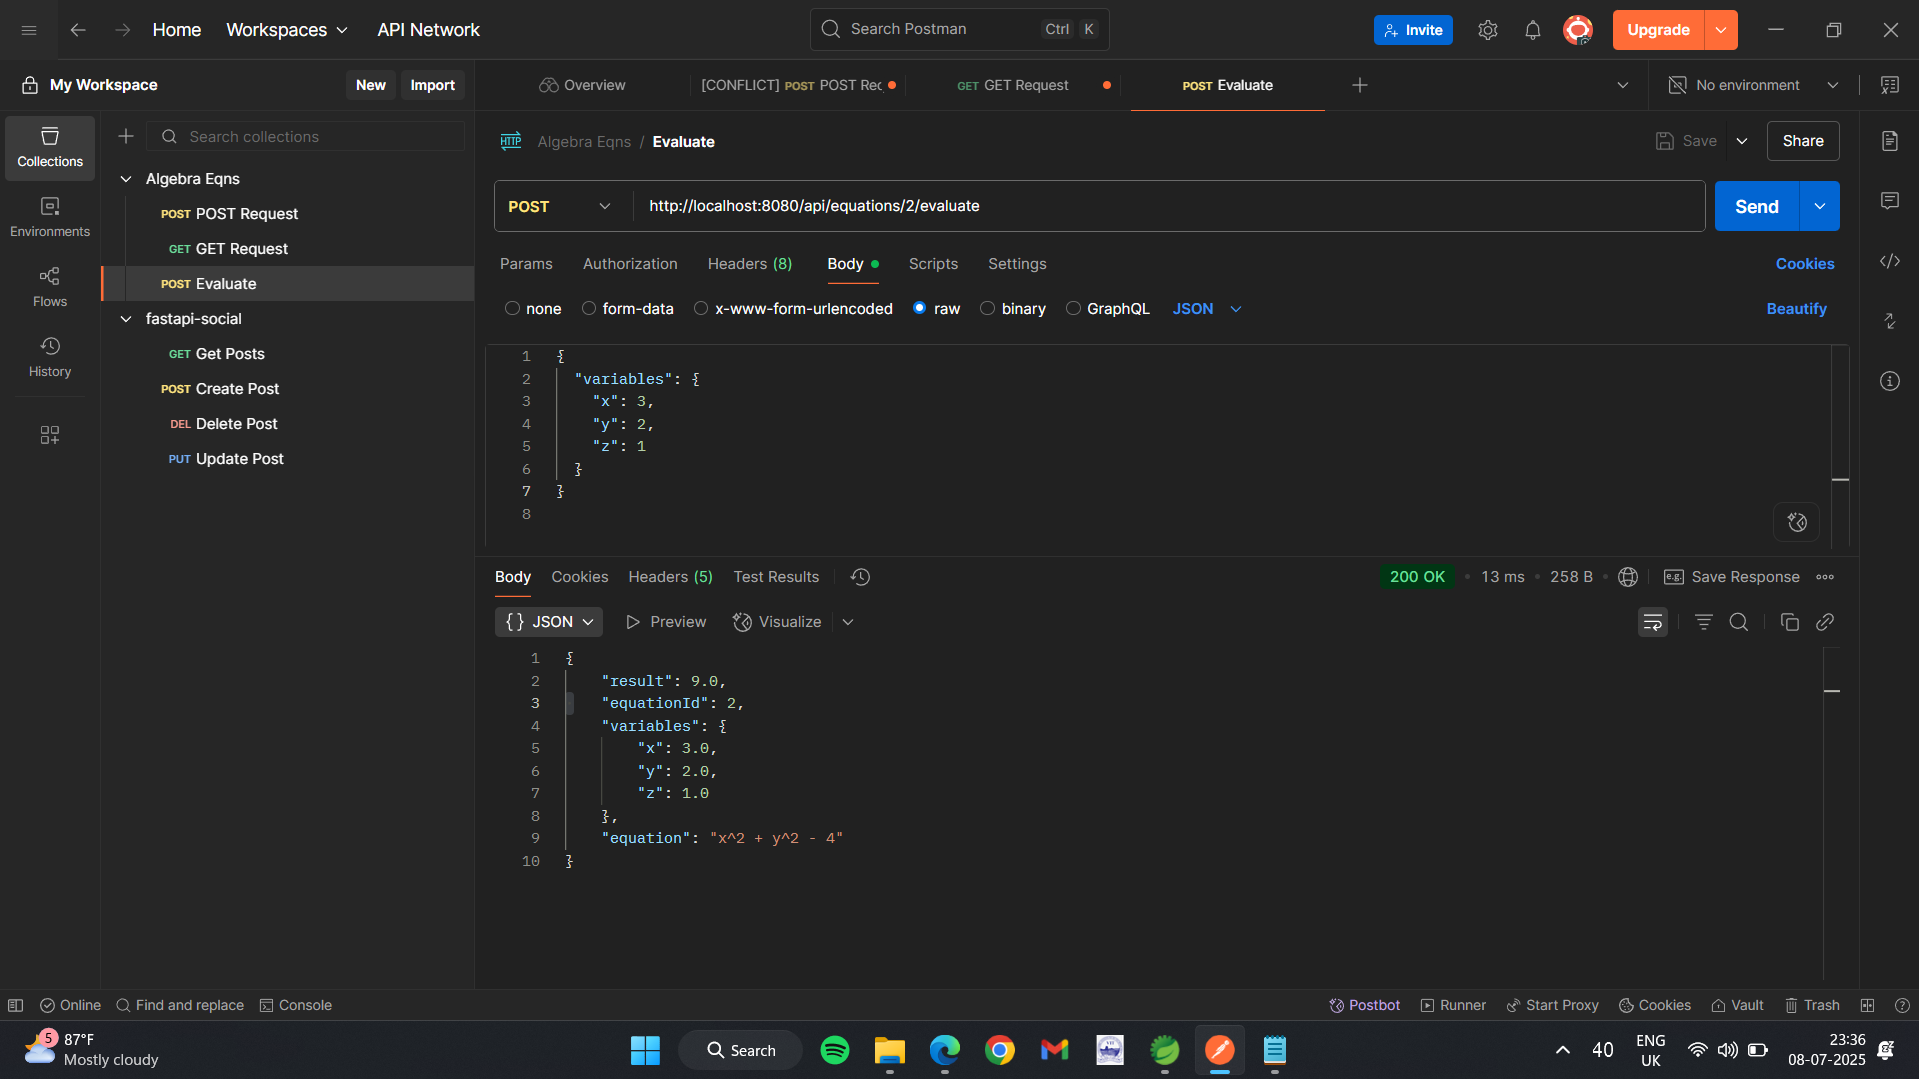 Home
Workspaces
API Network
Search Postman
Ctrl
K
Invite
Upgrade
My Workspace
New
Import
Overview
[CONFLICT] POST POST Rec
GET GET Request
POST Evaluate
No environment
Collections
Environments
Flows
History
Search collections
Algebra Eqns
POST POST Request
GET GET Request
POST Evaluate
fastapi-social
GET Get Posts
POST Create Post
DEL Delete Post
PUT Update Post
HTTP
Algebra Eqns / Evaluate
Save
Share
POST
http://localhost:8080/api/equations/2/evaluate
Send
Params
Authorization
Headers (8)
Body
Scripts
Settings
Cookies
none
form-data
x-www-form-urlencoded
raw
binary
GraphQL
JSON
Beautify
1 {
2 "variables": {
3 "x": 3,
4 "y": 2,
5 "z": 1
6 }
7 }
8
Body
Cookies
Headers (5)
Test Results
200 OK
13 ms
258 B
e.g. Save Response
{} JSON
Preview
Visualize
1 {
2 "result": 9.0,
3 "equationId": 2,
4 "variables": {
5 "x": 3.0,
6 "y": 2.0,
7 "z": 1.0
8 },
9 "equation": "x^2 + y^2 - 4"
10 }
Online
Find and replace
Console
Postbot
Runner
Start Proxy
Cookies
Vault
Trash
5
87°F
Mostly cloudy
Search
40
ENG
UK
23:36
08-07-2025